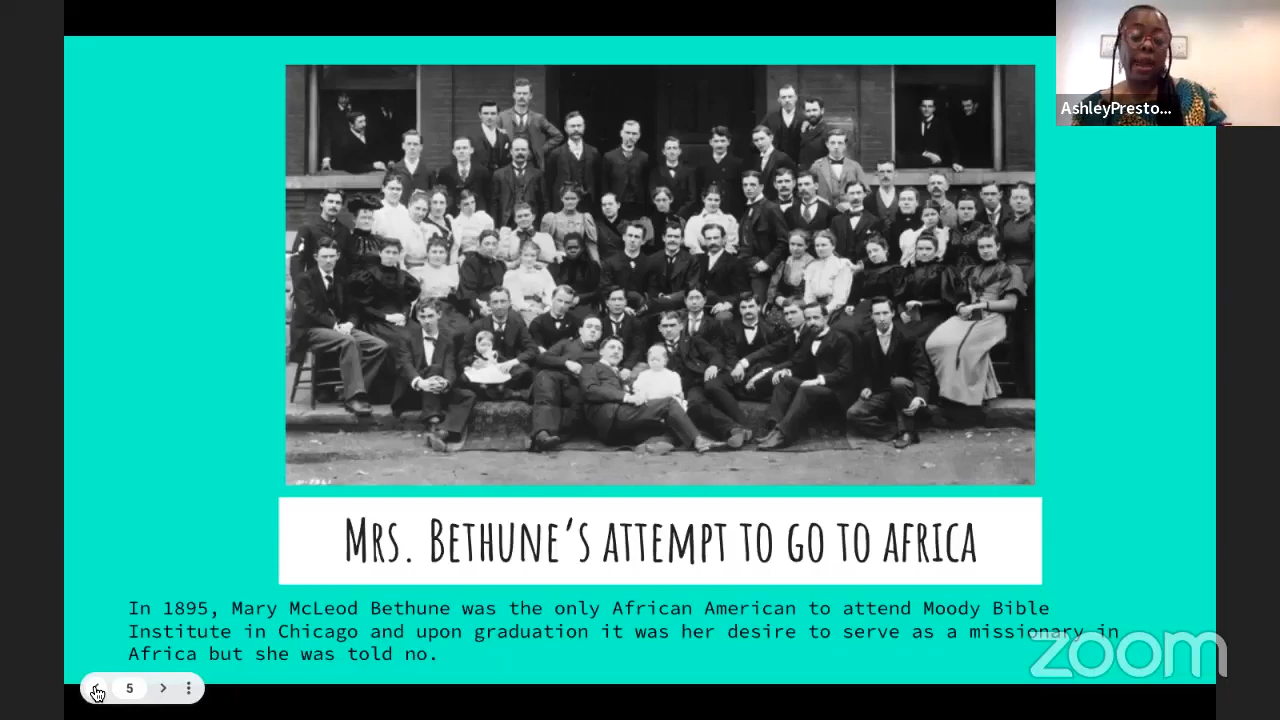 AshleyPresto...
Mrs. Bethune's attempt to go to Africa
In 1895, Mary McLeod Bethune was the only African American to attend Moody Bible
Institute in Chicago and upon graduation it was her desire to serve as a missionary in
Africa but she was told no.
zoom
5